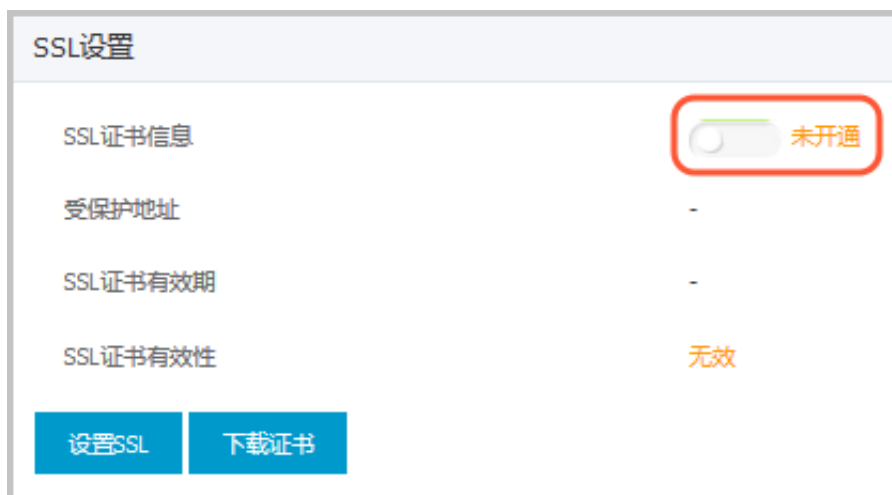 SSL设置
SSL证书信息 未开通
受保护地址 -
SSL证书有效期 -
SSL证书有效性 无效
设置SSL 下载证书